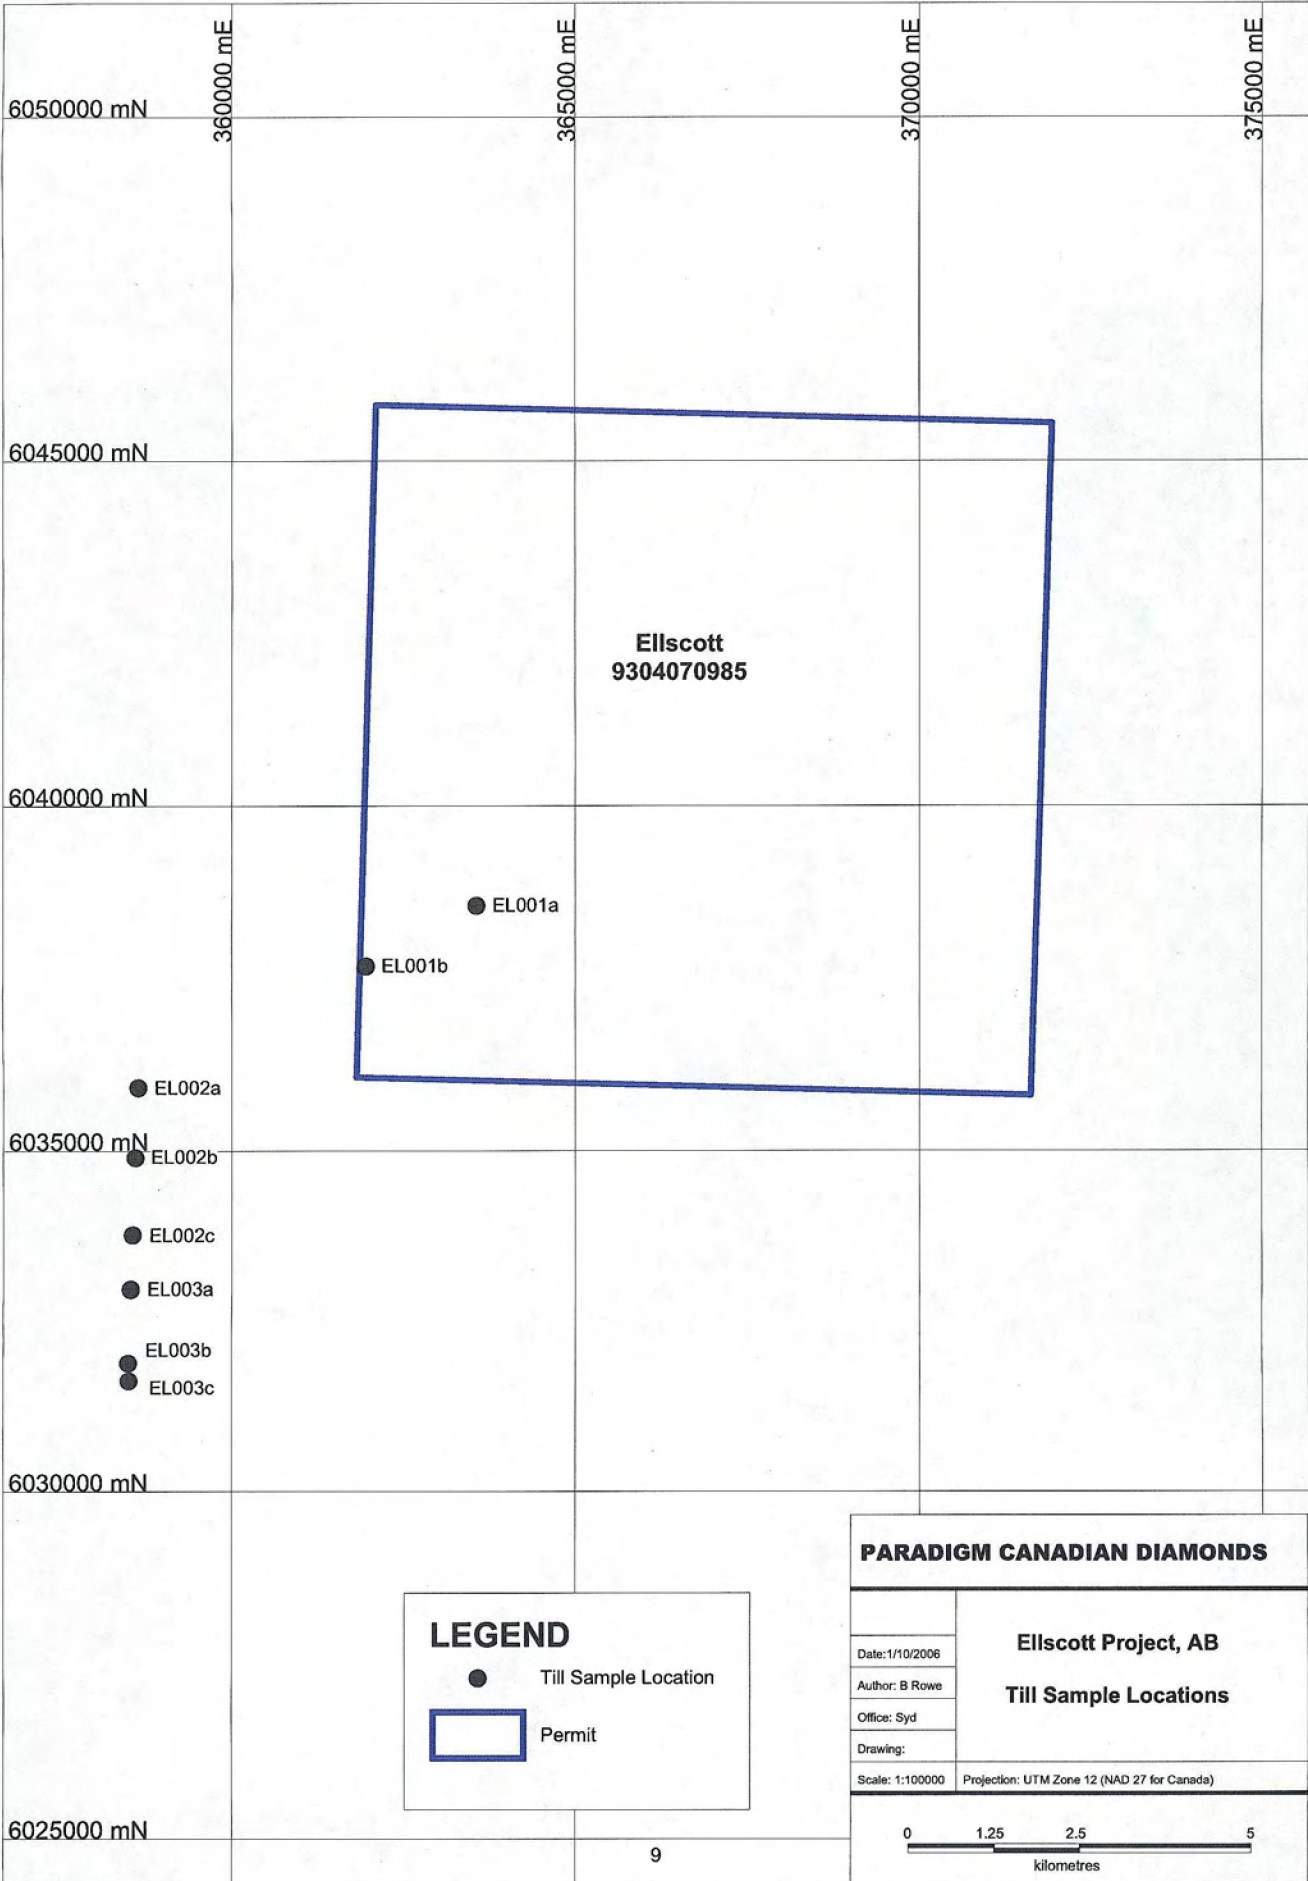 360000 mE
365000 mE
370000 mE
375000 mE
6050000 mN
6045000 mN
Ellscott
9304070985
6040000 mN
EL001a
EL001b
EL002a
6035000 mN
EL002b
EL002c
EL003a
EL003b
EL003c
6030000 mN
PARADIGM CANADIAN DIAMONDS
LEGEND
Till Sample Location
Permit
Date:1/10/2006
Author: B Rowe
Office: Syd
Drawing:
Scale: 1:100000
Ellscott Project, AB
Till Sample Locations
Projection: UTM Zone 12 (NAD 27 for Canada)
6025000 mN
0 1.25 2.5 5
kilometres
9